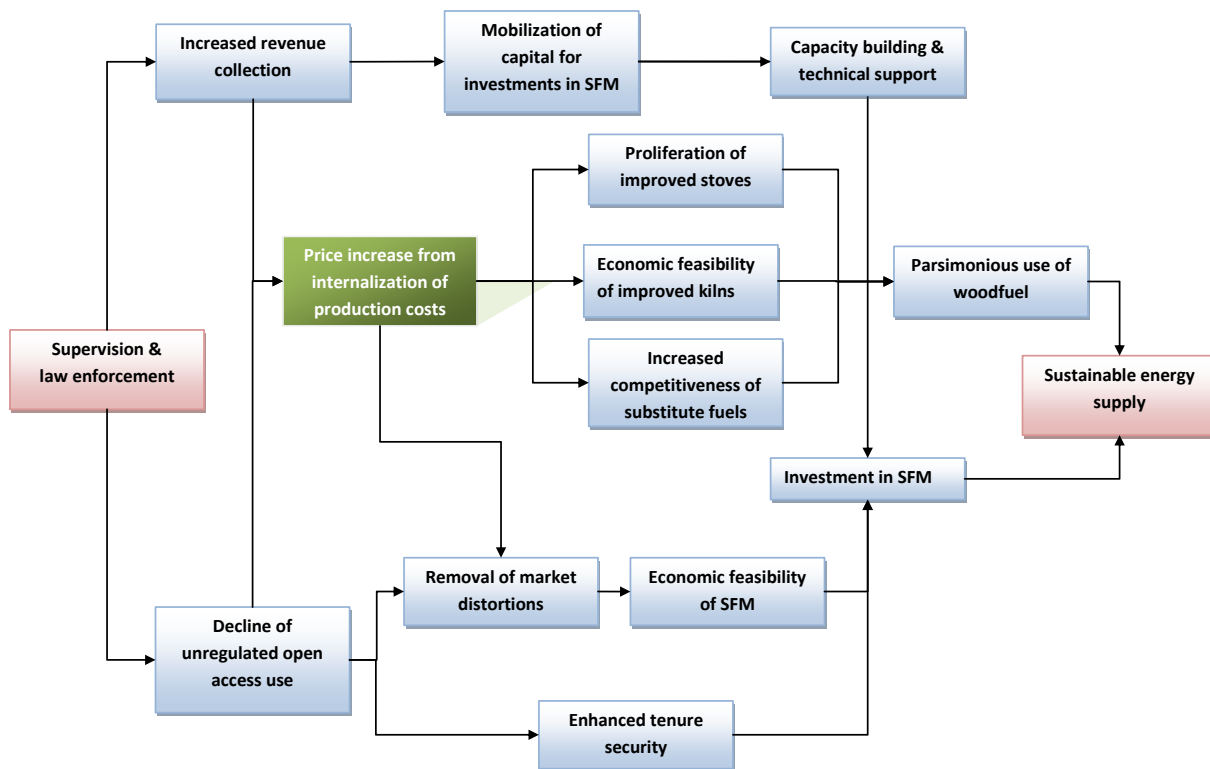 Increased revenue
collection
Mobilization of
capital for
investments in SFM
Capacity building &
technical support
Proliferation of
improved stoves
Price increase from
internalization of
production costs
Economic feasibility
of improved kilns
Parsimonious use of
woodfuel
Supervision &
law enforcement
Increased
competitiveness of
substitute fuels
Sustainable energy
supply
Investment in SFM
Removal of market
distortions
Economic feasibility
of SFM
Decline of
unregulated open
access use
Enhanced tenure
security